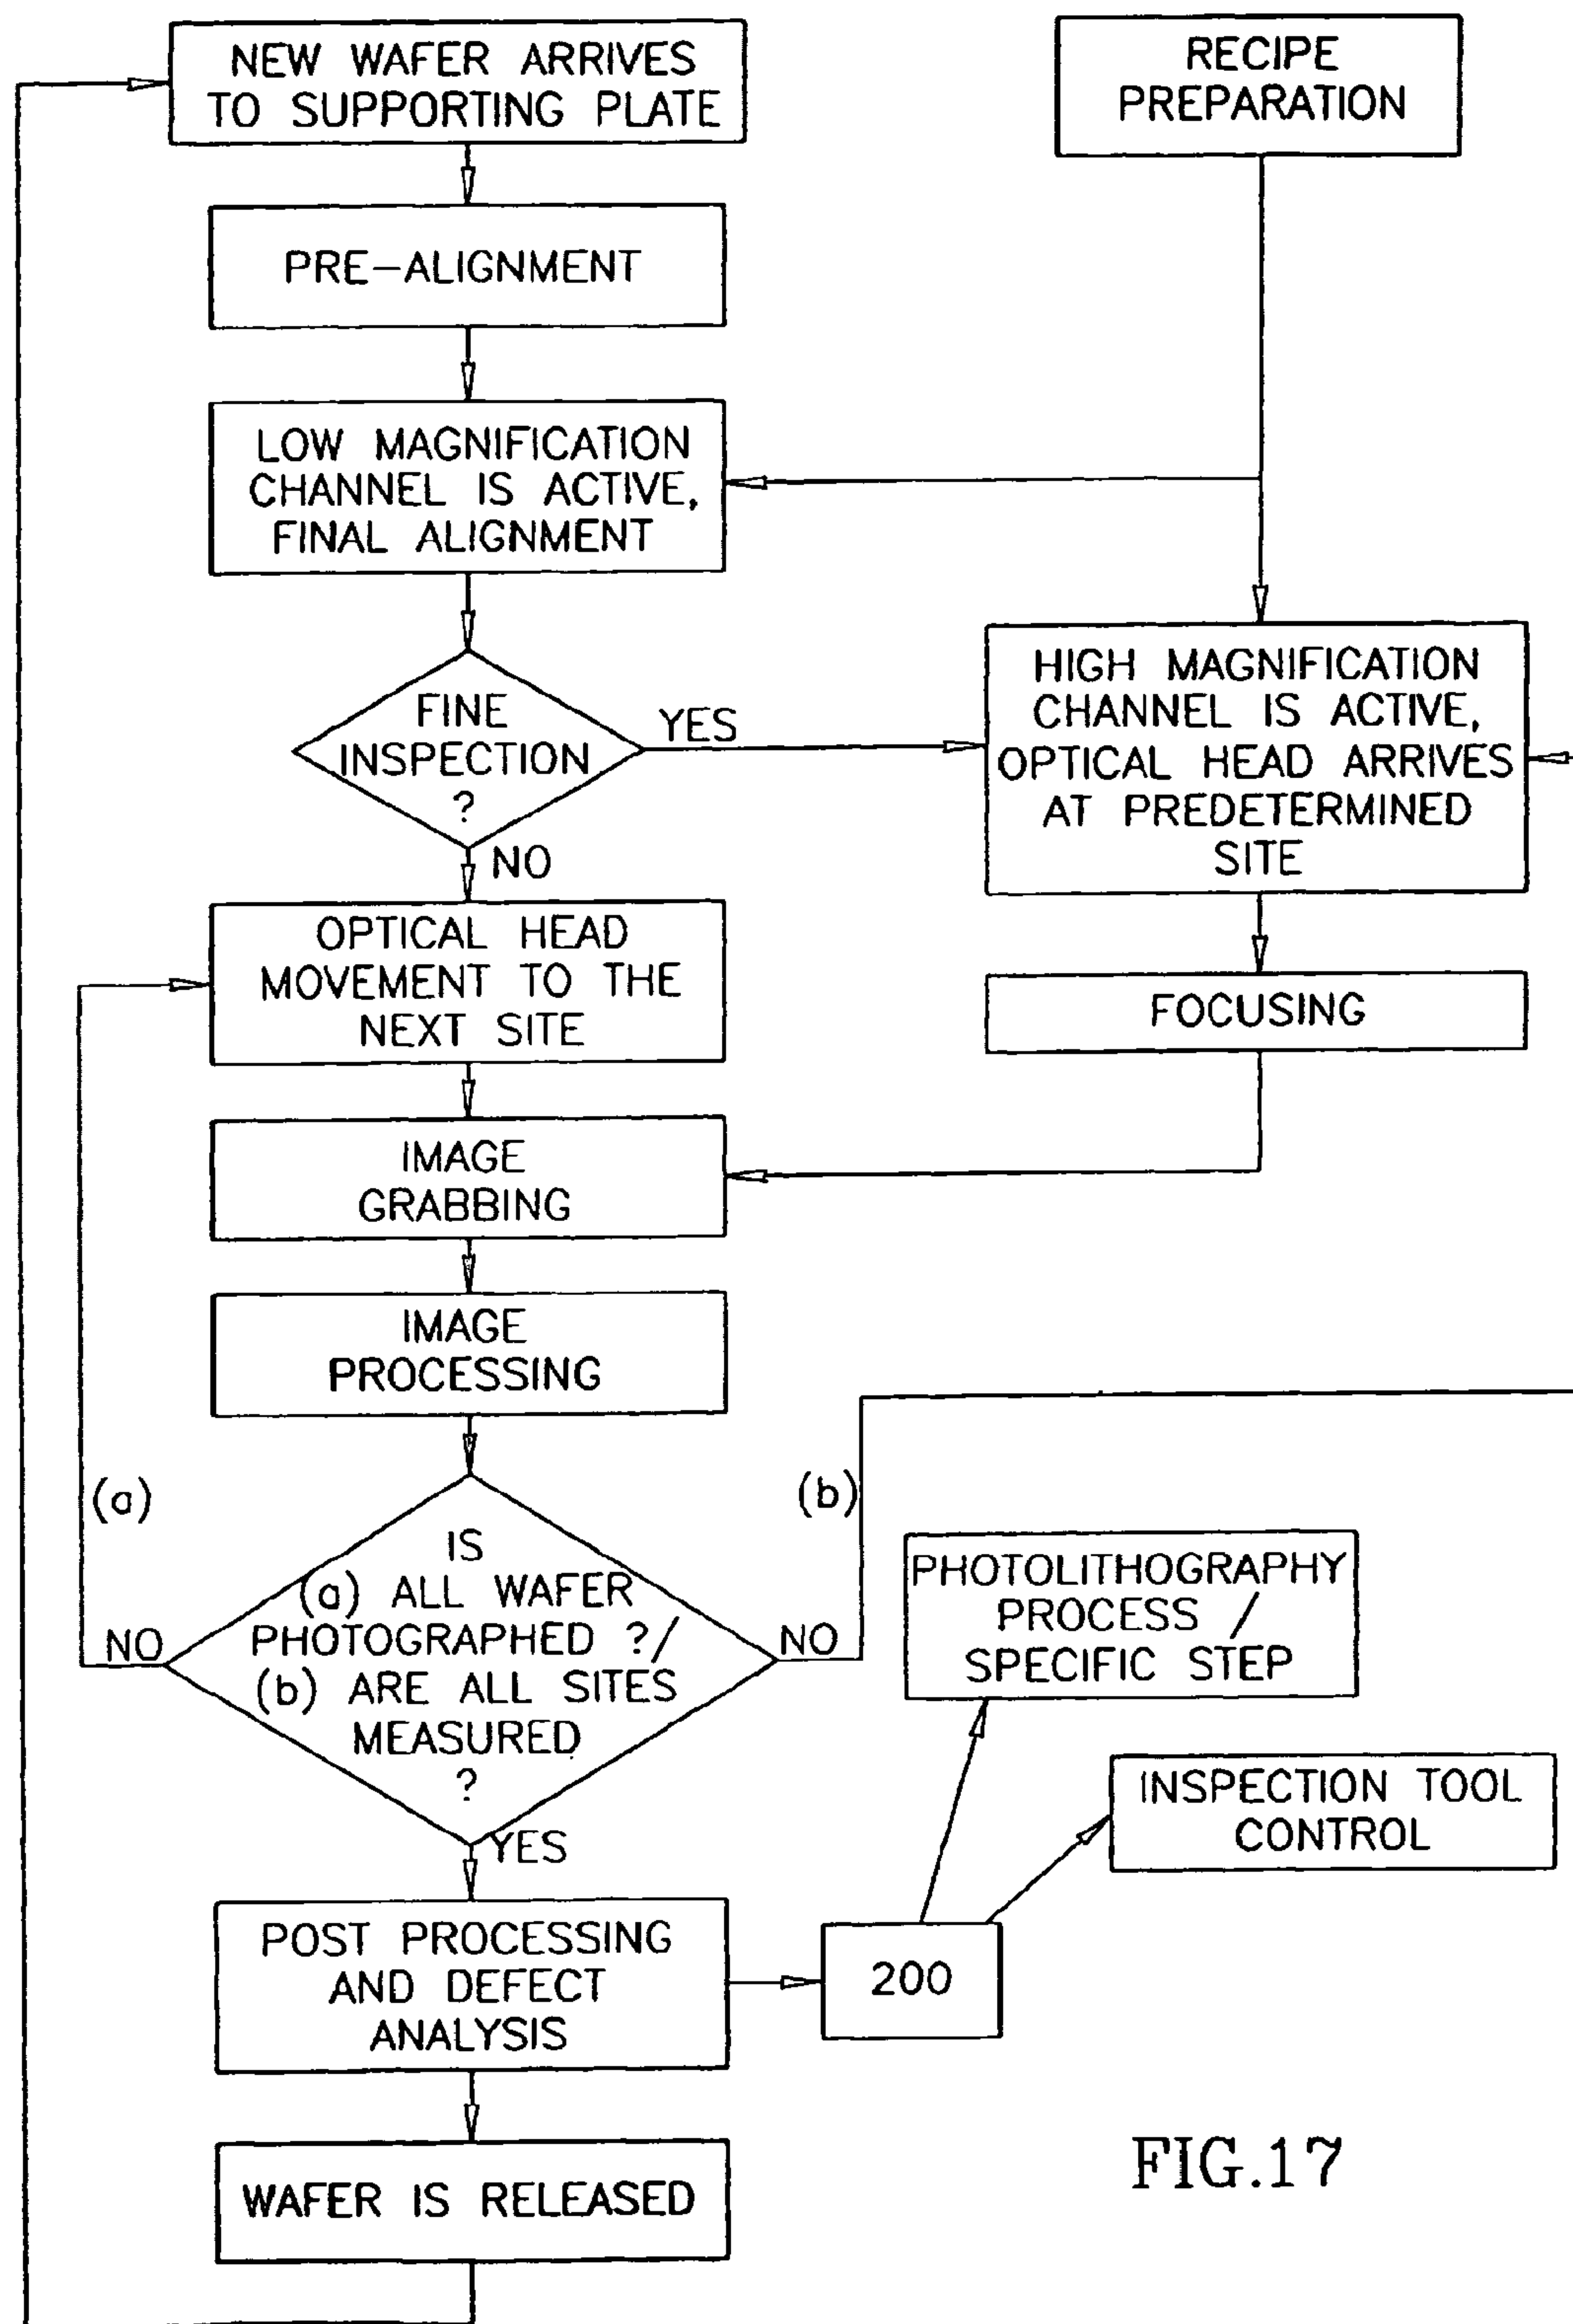 NEW WAFER ARRIVES
TO SUPPORTING PLATE
RECIPE
PREPARATION
PRE-ALIGNMENT
LOW MAGNIFICATION
CHANNEL IS ACTIVE,
FINAL ALIGNMENT
FINE
INSPECTION
?
YES
NO
HIGH MAGNIFICATION
CHANNEL IS ACTIVE,
OPTICAL HEAD ARRIVES
AT PREDETERMINED
SITE
OPTICAL HEAD
MOVEMENT TO THE
NEXT SITE
FOCUSING
IMAGE
GRABBING
IMAGE
PROCESSING
(a)
(b)
IS
(a) ALL WAFER
PHOTOGRAPHED ?/
(b) ARE ALL SITES
MEASURED
?
NO
NO
YES
PHOTOLITHOGRAPHY
PROCESS /
SPECIFIC STEP
INSPECTION TOOL
CONTROL
POST PROCESSING
AND DEFECT
ANALYSIS
200
WAFER IS RELEASED
FIG.17